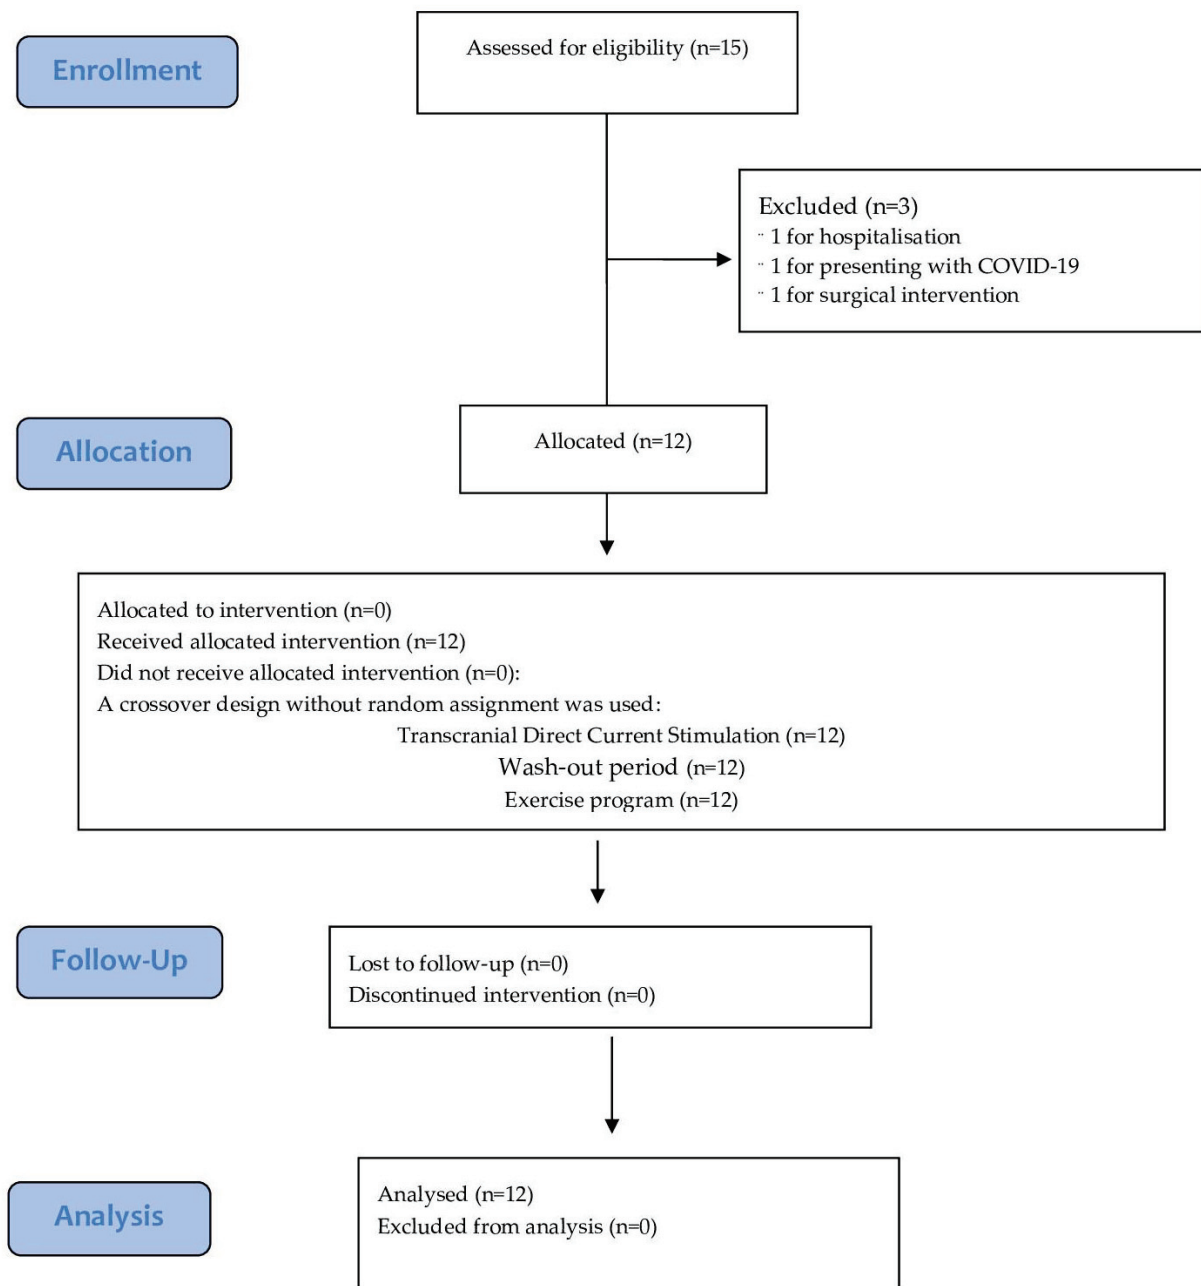 Enrollment
Assessed for eligibility (n=15)
Excluded (n=3)
¨ 1 for hospitalisation
¨ 1 for presenting with COVID-19
¨ 1 for surgical intervention
Allocation
Allocated (n=12)
Allocated to intervention (n=0)
Received allocated intervention (n=12)
Did not receive allocated intervention (n=0):
A crossover design without random assignment was used:
Transcranial Direct Current Stimulation (n=12)
Wash-out period (n=12)
Exercise program (n=12)
Follow-Up
Lost to follow-up (n=0)
Discontinued intervention (n=0)
Analysis
Analysed (n=12)
Excluded from analysis (n=0)